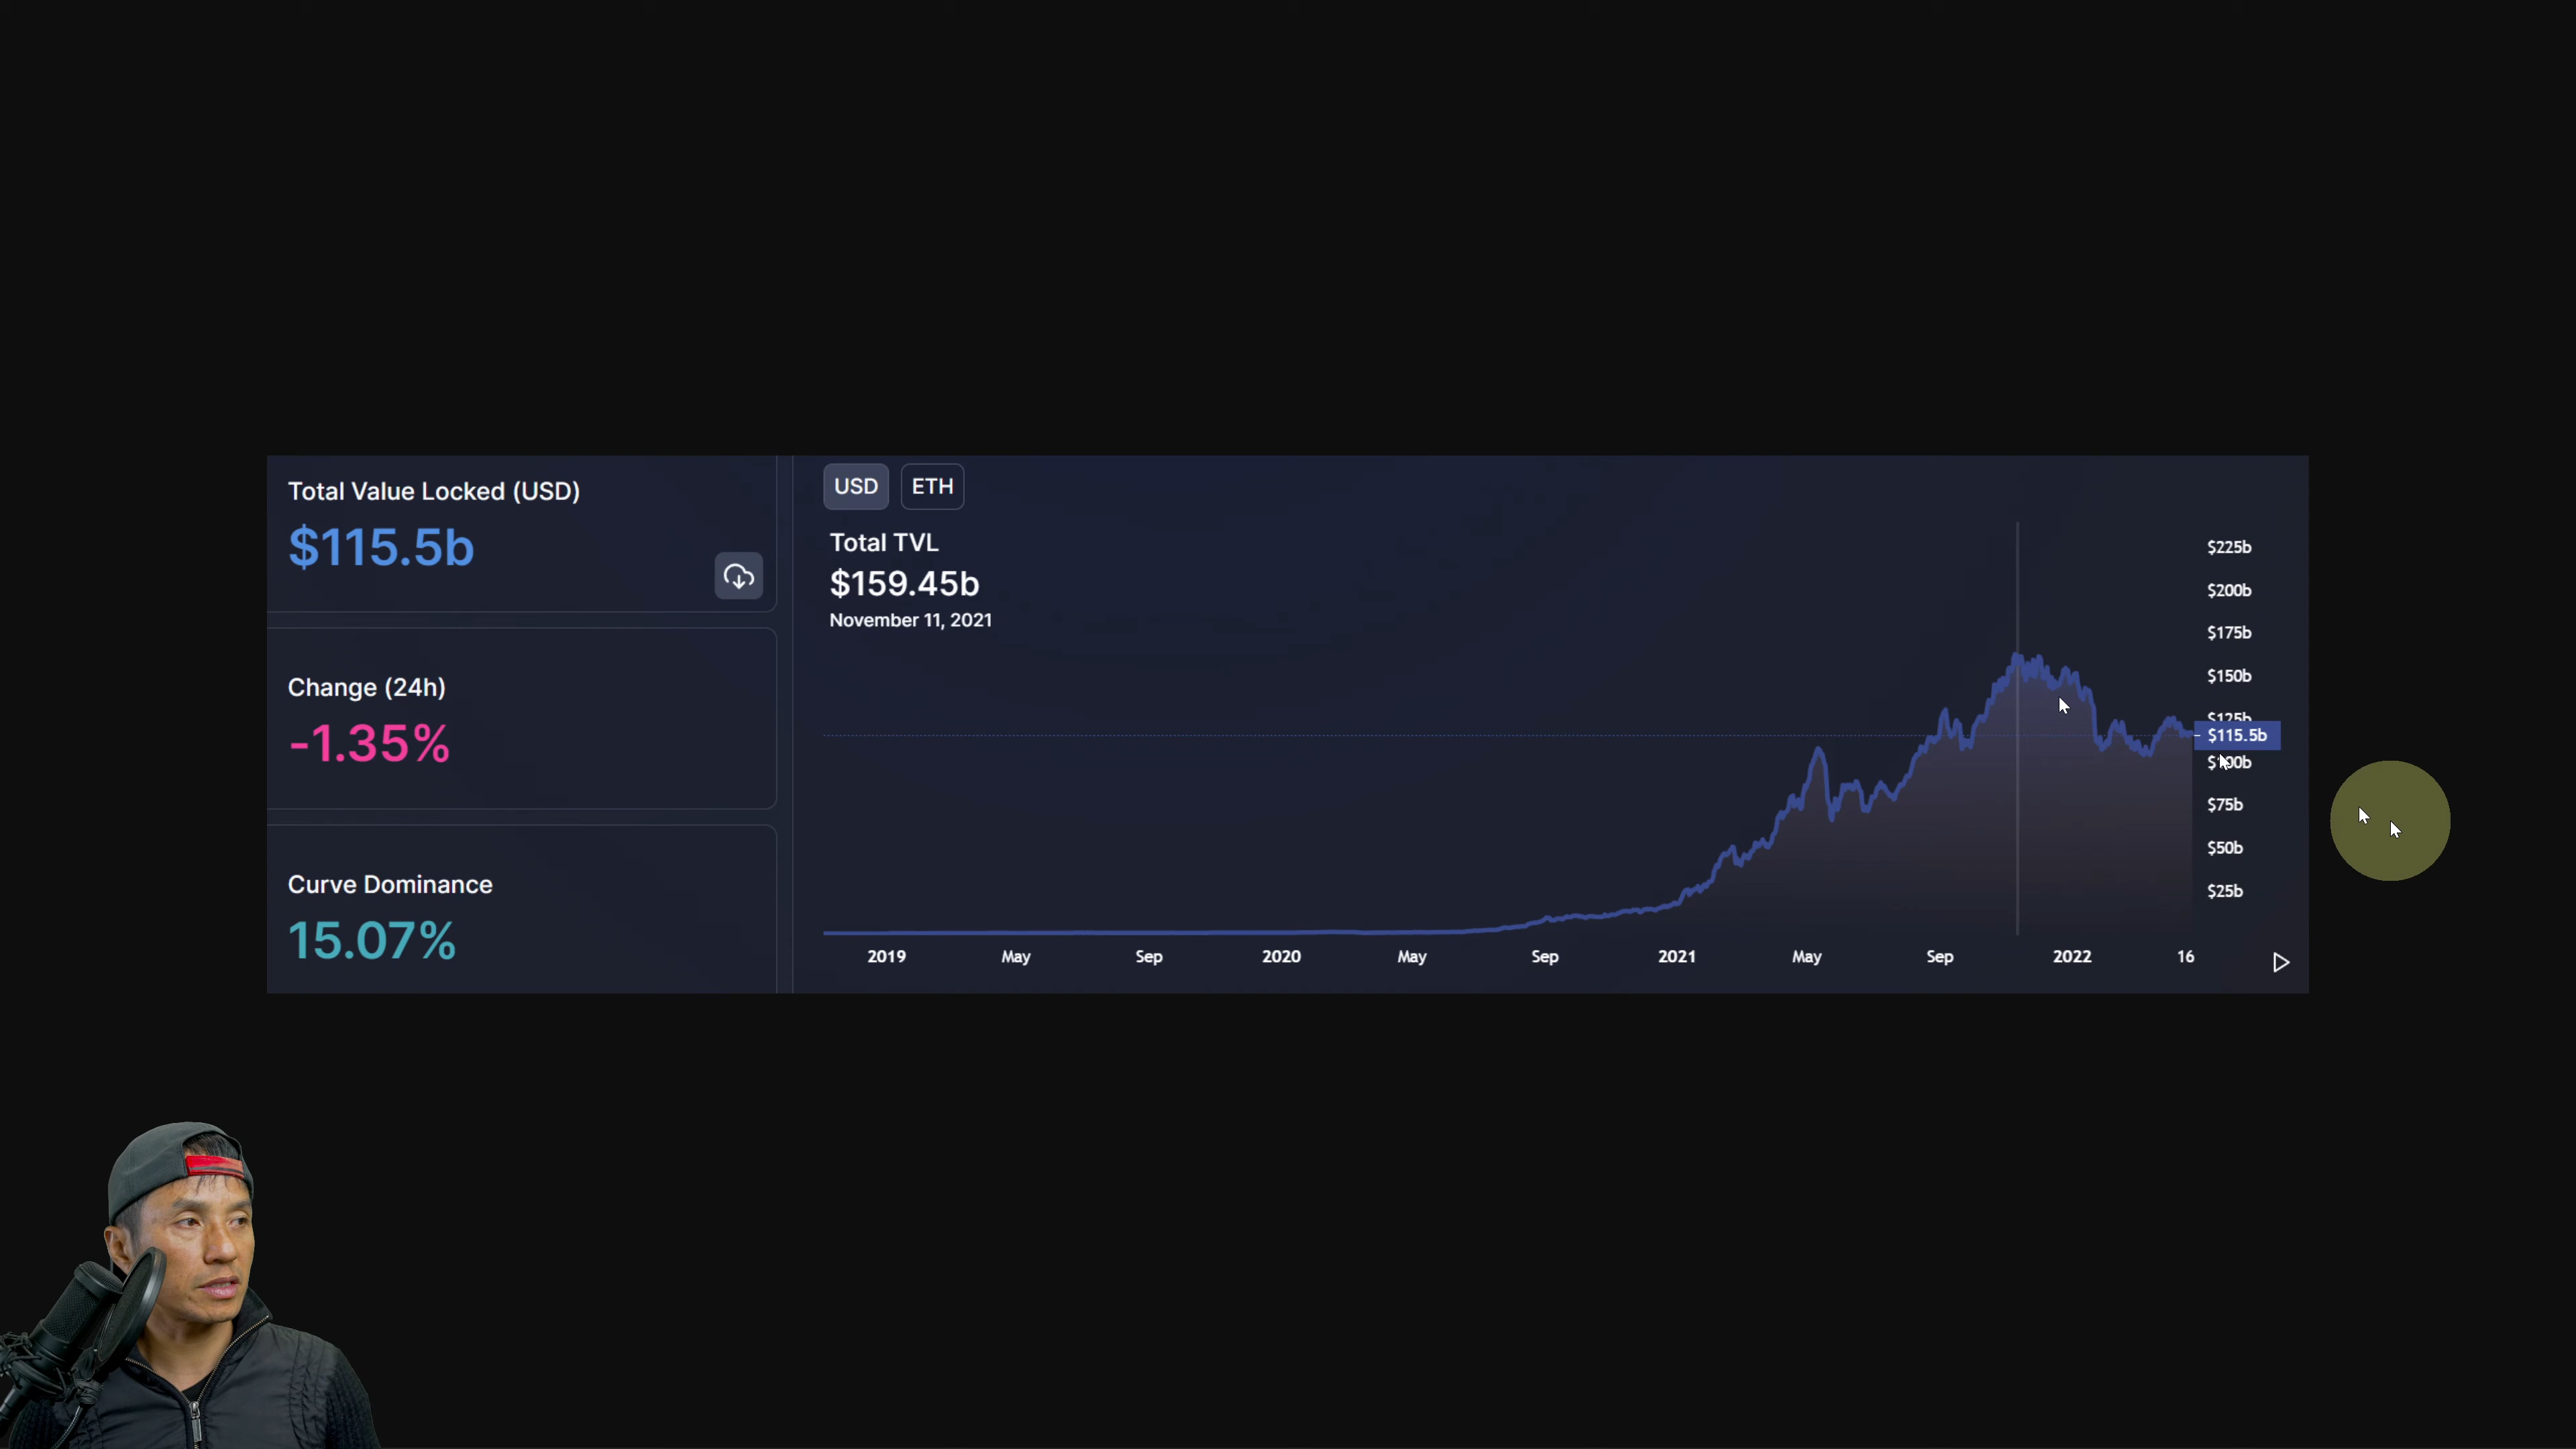 Total Value Locked (USD)
$115.5b
Change (24h)
-1.35%
Curve Dominance
15.07%
USD ETH
Total TVL
$159.45b
November 11, 2021
$225b
$200b
$175b
$150b
$125b
$115.5b
$100b
$75b
$50b
$25b
2019 May Sep 2020 May Sep 2021 May Sep 2022 16